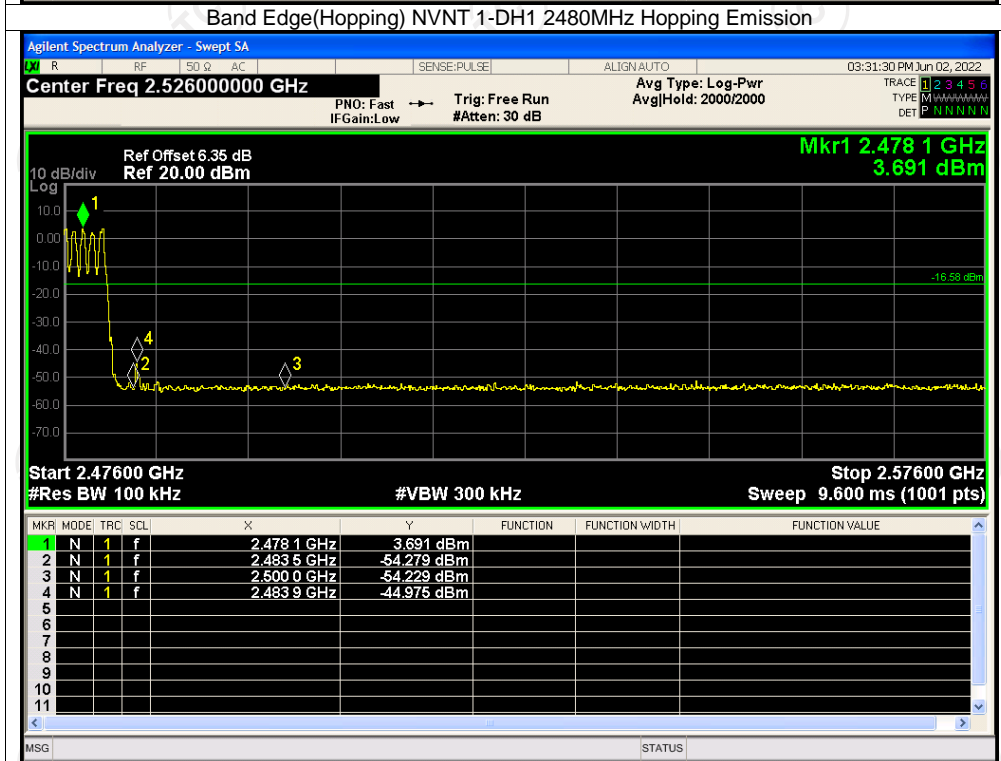 Band Edge(Hopping) NVNT 1-DH1 2480MHz Hopping Emission
Agilent Spectrum Analyzer - Swept SA
LXI R RF 50 Ω AC SENSE:PULSE ALIGNAUTO 03:31:30 PM Jun 02, 2022
Center Freq 2.526000000 GHz
PNO: Fast
IFGain:Low
Trig: Free Run
#Atten: 30 dB
Avg Type: Log-Pwr
Avg|Hold: 2000/2000
TRACE 1 2 3 4 5 6
TYPE M
DET P N N N N N
Mkr1 2.478 1 GHz
3.691 dBm
Ref Offset 6.35 dB
10 dB/div Ref 20.00 dBm
Log
10.0
0.00
-10.0
-20.0
-30.0
-40.0
-50.0
-60.0
-70.0
1
-16.58 dBm
4
2
3
Start 2.47600 GHz Stop 2.57600 GHz
#Res BW 100 kHz #VBW 300 kHz Sweep 9.600 ms (1001 pts)
MKR MODE TRC SCL X Y FUNCTION FUNCTION WIDTH FUNCTION VALUE
1 N 1 f 2.478 1 GHz 3.691 dBm
2 N 1 f 2.483 5 GHz -54.279 dBm
3 N 1 f 2.500 0 GHz -54.229 dBm
4 N 1 f 2.483 9 GHz -44.975 dBm
5
6
7
8
9
10
11
MSG STATUS